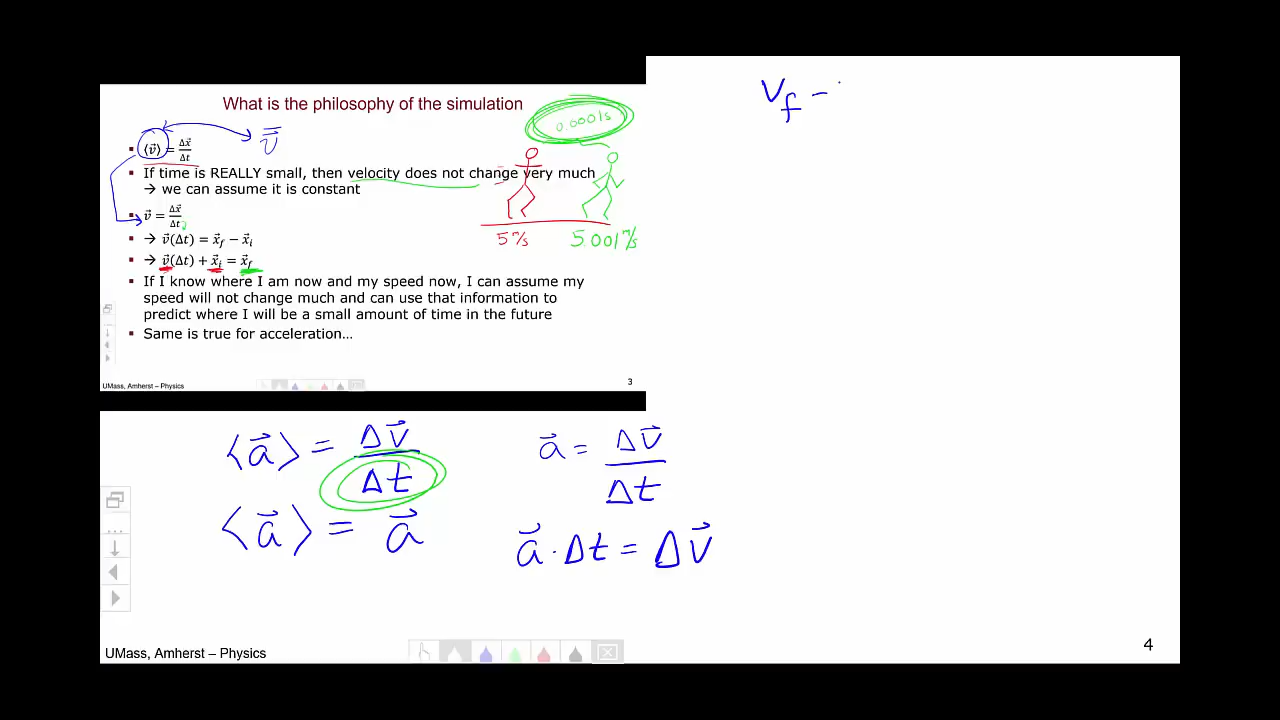 What is the philosophy of the simulation
0.0001s
⟨v⃗⟩ = Δx⃗/Δt
v⃗
If time is REALLY small, then velocity does not change very much
→ we can assume it is constant
v⃗ = Δx⃗/Δt
→ v⃗(Δt) = x⃗f − x⃗i
5 m/s
5.001 m/s
→ v⃗(Δt) + x⃗i = x⃗f
If I know where I am now and my speed now, I can assume my
speed will not change much and can use that information to
predict where I will be a small amount of time in the future
Same is true for acceleration…
UMass, Amherst – Physics
3
vf –
⟨a⃗⟩ = Δv⃗/Δt
a⃗ = Δv⃗/Δt
⟨a⃗⟩ = a⃗
a⃗ · Δt = Δv⃗
UMass, Amherst – Physics
4